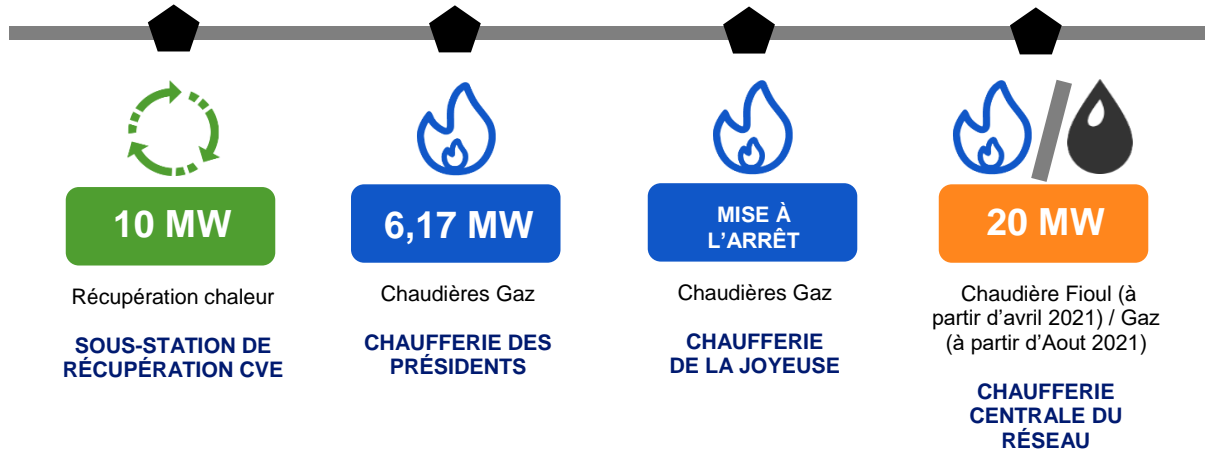 10 MW
Récupération chaleur
SOUS-STATION DE
RÉCUPÉRATION CVE
6,17 MW
Chaudières Gaz
CHAUFFERIE DES
PRÉSIDENTS
MISE À
L'ARRÊT
Chaudières Gaz
CHAUFFERIE
DE LA JOYEUSE
20 MW
Chaudière Fioul (à
partir d'avril 2021) / Gaz
(à partir d'Aout 2021)
CHAUFFERIE
CENTRALE DU
RÉSEAU